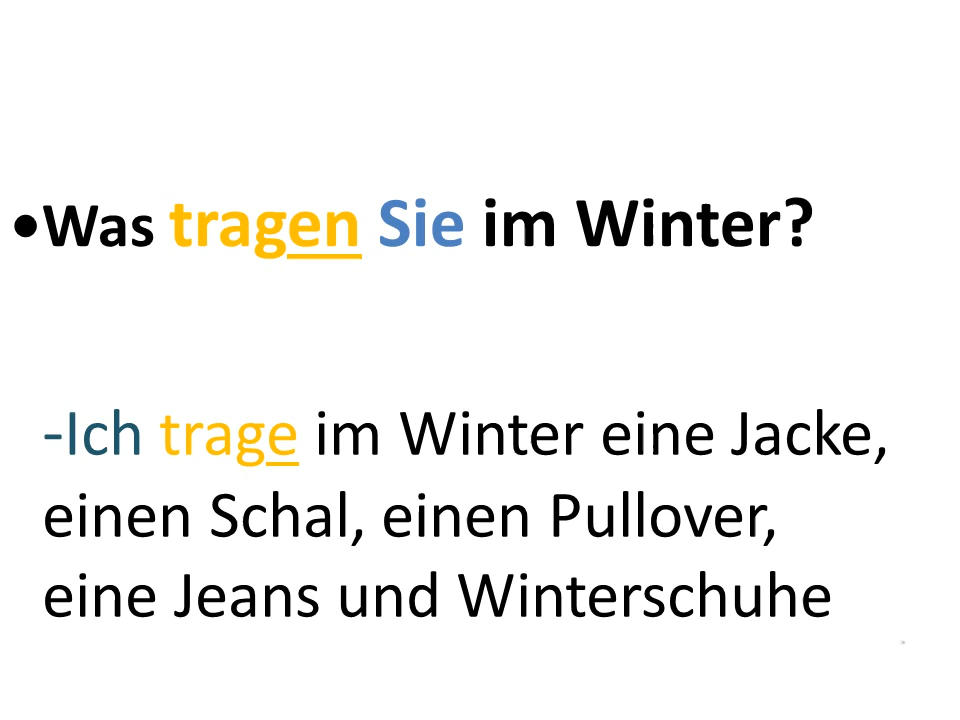 •Was tragen Sie im Winter?
-Ich trage im Winter eine Jacke,
einen Schal, einen Pullover,
eine Jeans und Winterschuhe